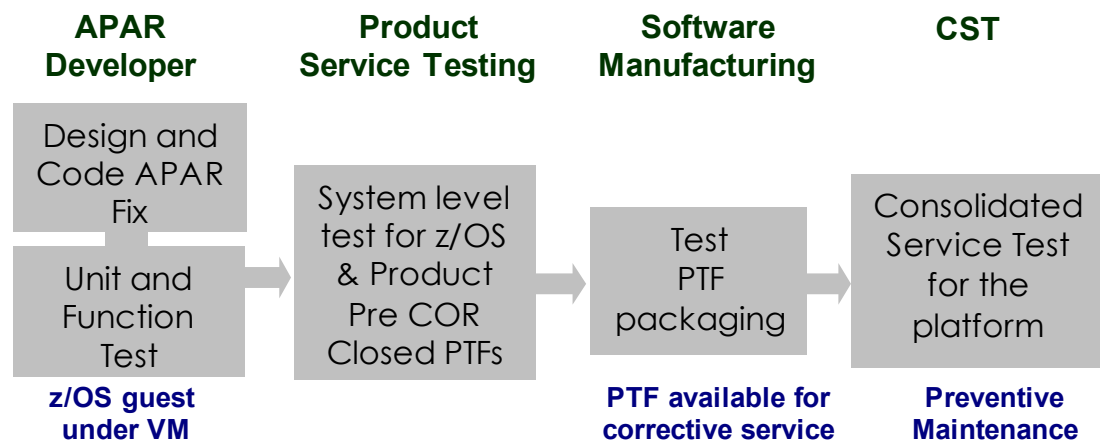 APAR
Developer
Product
Service Testing
Software
Manufacturing
CST
Design and
Code APAR
Fix
Unit and
Function
Test
z/OS guest
under VM
System level
test for z/OS
& Product
Pre COR
Closed PTFs
Test
PTF
packaging
PTF available for
corrective service
Consolidated
Service Test
for the
platform
Preventive
Maintenance